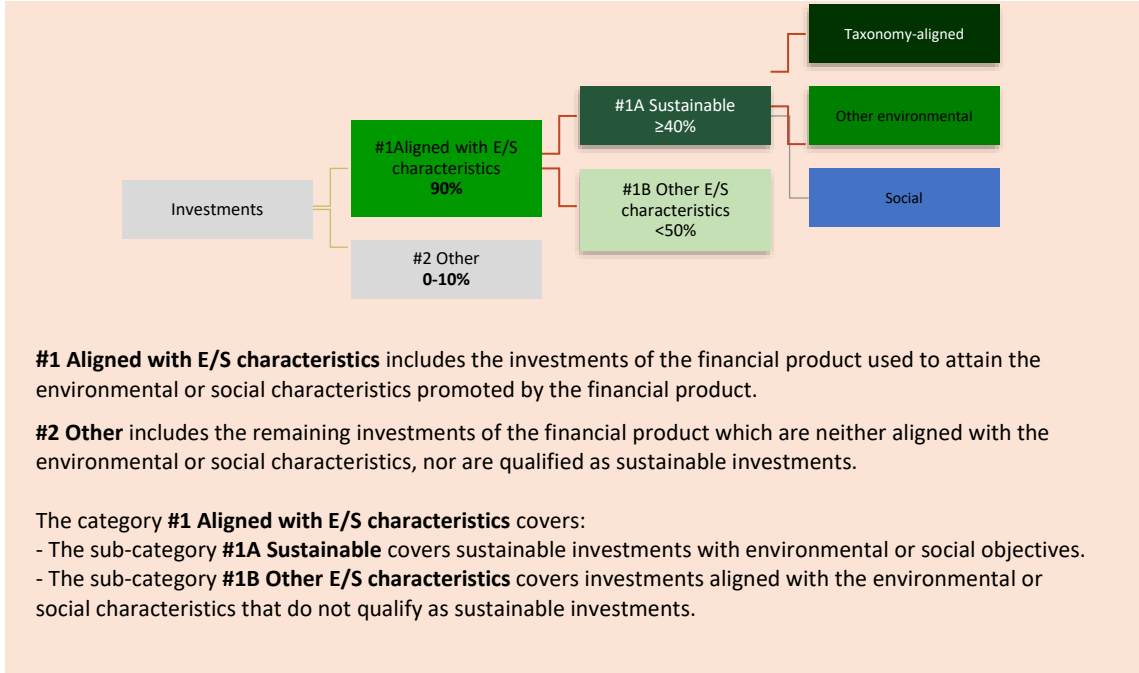 Taxonomy-aligned
#1A Sustainable
≥40%
Other environmental
#1Aligned with E/S
characteristics
90%
#1B Other E/S
characteristics
<50%
Social
Investments
#2 Other
0-10%
#1 Aligned with E/S characteristics includes the investments of the financial product used to attain the
environmental or social characteristics promoted by the financial product.
#2 Other includes the remaining investments of the financial product which are neither aligned with the
environmental or social characteristics, nor are qualified as sustainable investments.
The category #1 Aligned with E/S characteristics covers:
- The sub-category #1A Sustainable covers sustainable investments with environmental or social objectives.
- The sub-category #1B Other E/S characteristics covers investments aligned with the environmental or
social characteristics that do not qualify as sustainable investments.